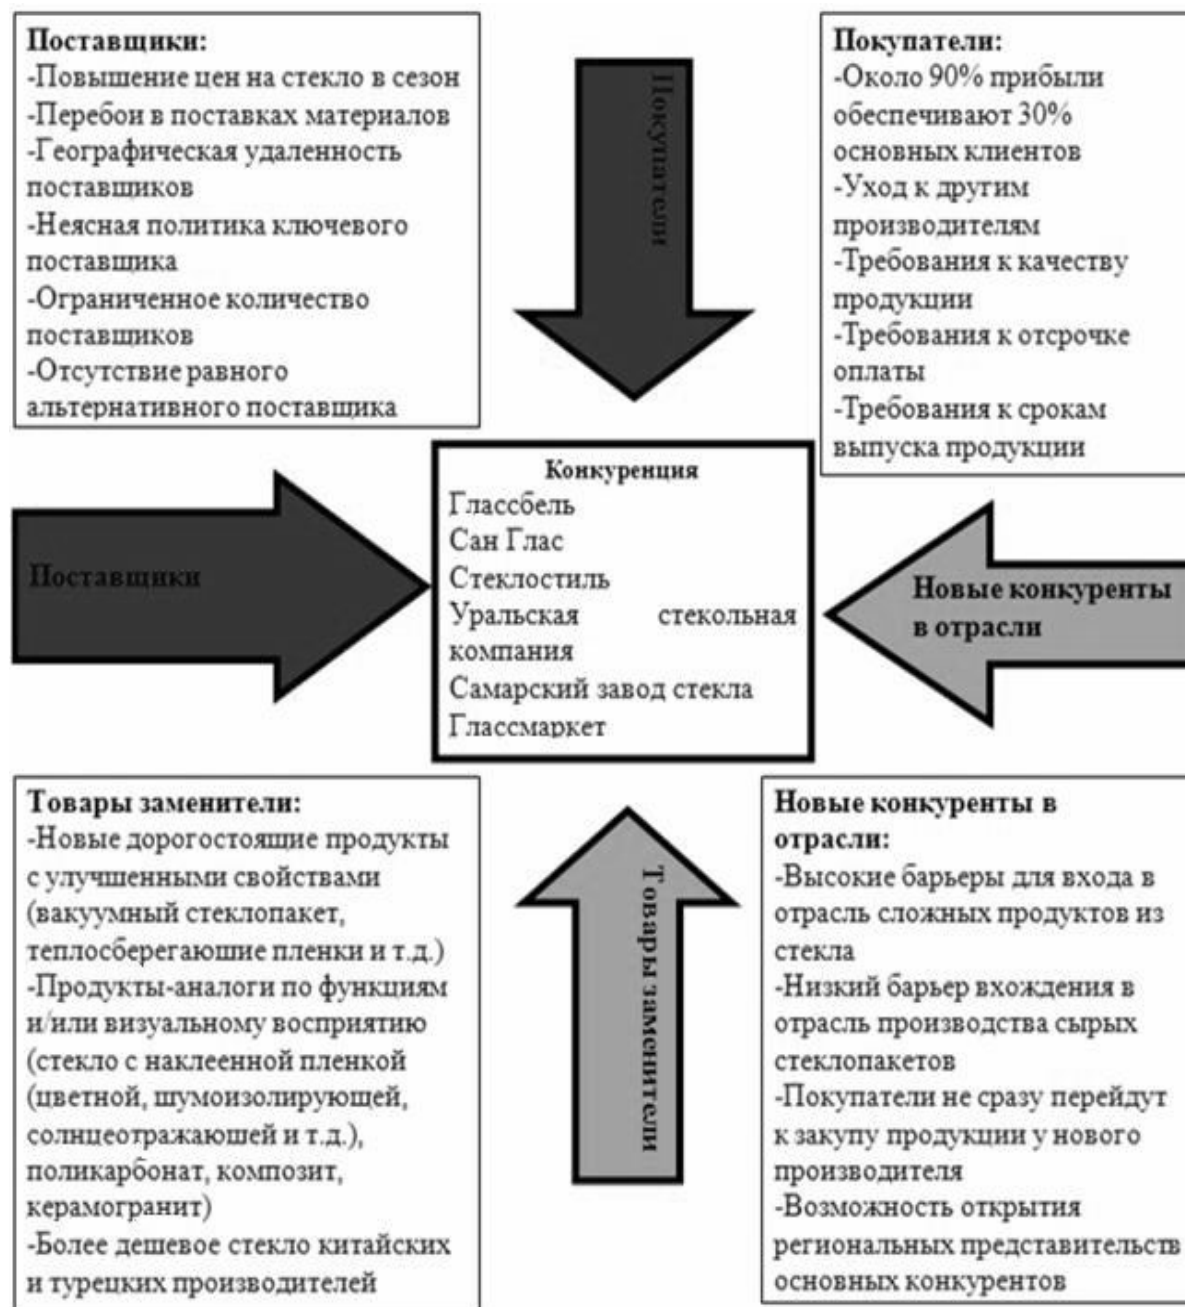 Поставщики:
-Повышение цен на стекло в сезон
-Перебои в поставках материалов
-Географическая удаленность
поставщиков
-Неясная политика ключевого
поставщика
-Ограниченное количество
поставщиков
-Отсутствие равного
альтернативного поставщика
Покупатели
Покупатели:
-Около 90% прибыли
обеспечивают 30%
основных клиентов
-Уход к другим
производителям
-Требования к качеству
продукции
-Требования к отсрочке
оплаты
-Требования к срокам
выпуска продукции
Поставщики
Конкуренция
Глассбель
Сан Глас
Стеклостиль
Уральская стекольная
компания
Самарский завод стекла
Глассмаркет
Новые конкуренты
в отрасли
Товары заменители:
-Новые дорогостоящие продукты
с улучшенными свойствами
(вакуумный стеклопакет,
теплосберегаюшие пленки и т.д.)
-Продукты-аналоги по функциям
и/или визуальному восприятию
(стекло с наклеенной пленкой
(цветной, шумоизолирующей,
солнцеотражаюшей и т.д.),
поликарбонат, композит,
керамогранит)
-Более дешевое стекло китайских
и турецких производителей
Товары заменители
Новые конкуренты в
отрасли:
-Высокие барьеры для входа в
отрасль сложных продуктов из
стекла
-Низкий барьер вхождения в
отрасль производства сырых
стеклопакетов
-Покупатели не сразу перейдут
к закупу продукции у нового
производителя
-Возможность открытия
региональных представительств
основных конкурентов